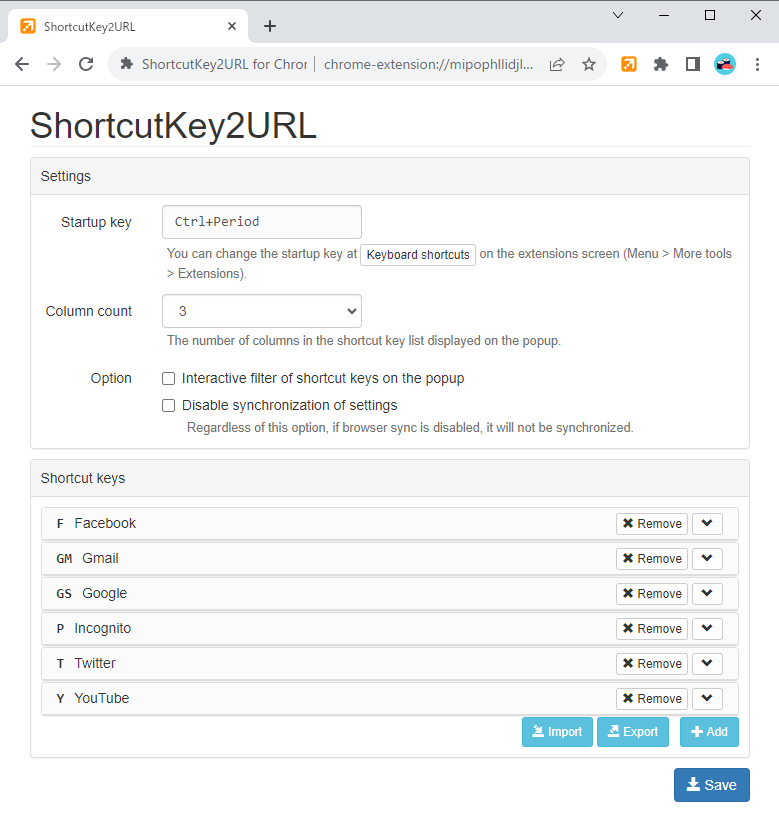 ShortcutKey2URL
ShortcutKey2URL for Chror | chrome-extension://mipophllidjl...
ShortcutKey2URL
Settings
Startup key Ctrl+Period
You can change the startup key at Keyboard shortcuts on the extensions screen (Menu > More tools
> Extensions).
Column count 3
The number of columns in the shortcut key list displayed on the popup.
Option Interactive filter of shortcut keys on the popup
Disable synchronization of settings
Regardless of this option, if browser sync is disabled, it will not be synchronized.
Shortcut keys
F Facebook Remove
GM Gmail Remove
GS Google Remove
P Incognito Remove
T Twitter Remove
Y YouTube Remove
Import Export Add
Save